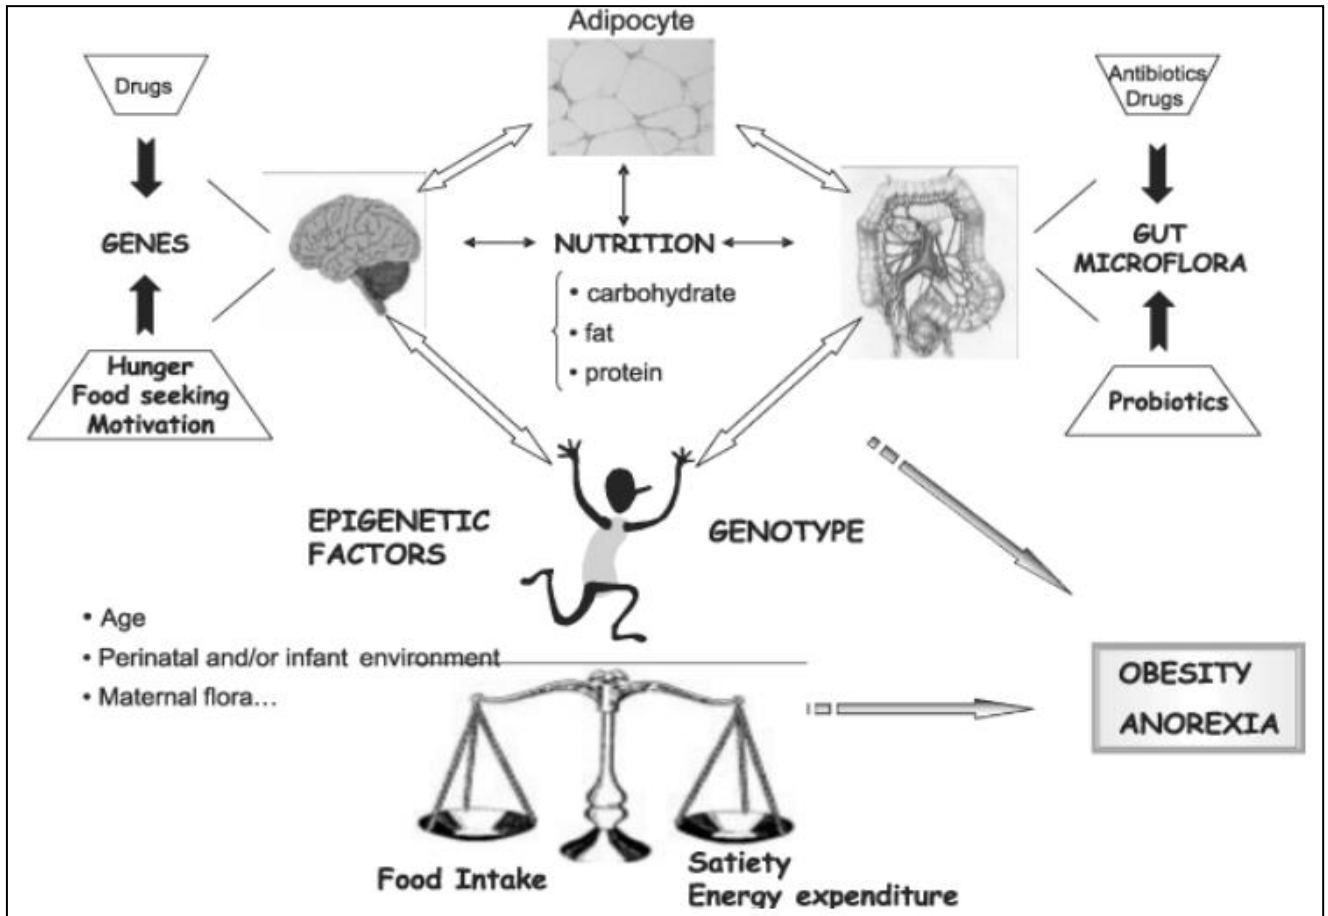 Adipocyte
Drugs
Antibiotics
Drugs
GENES
NUTRITION
• carbohydrate
• fat
• protein
GUT
MICROFLORA
Hunger
Food seeking
Motivation
Probiotics
EPIGENETIC
FACTORS
GENOTYPE
• Age
• Perinatal and/or infant environment
• Maternal flora...
OBESITY
ANOREXIA
Food Intake
Satiety
Energy expenditure